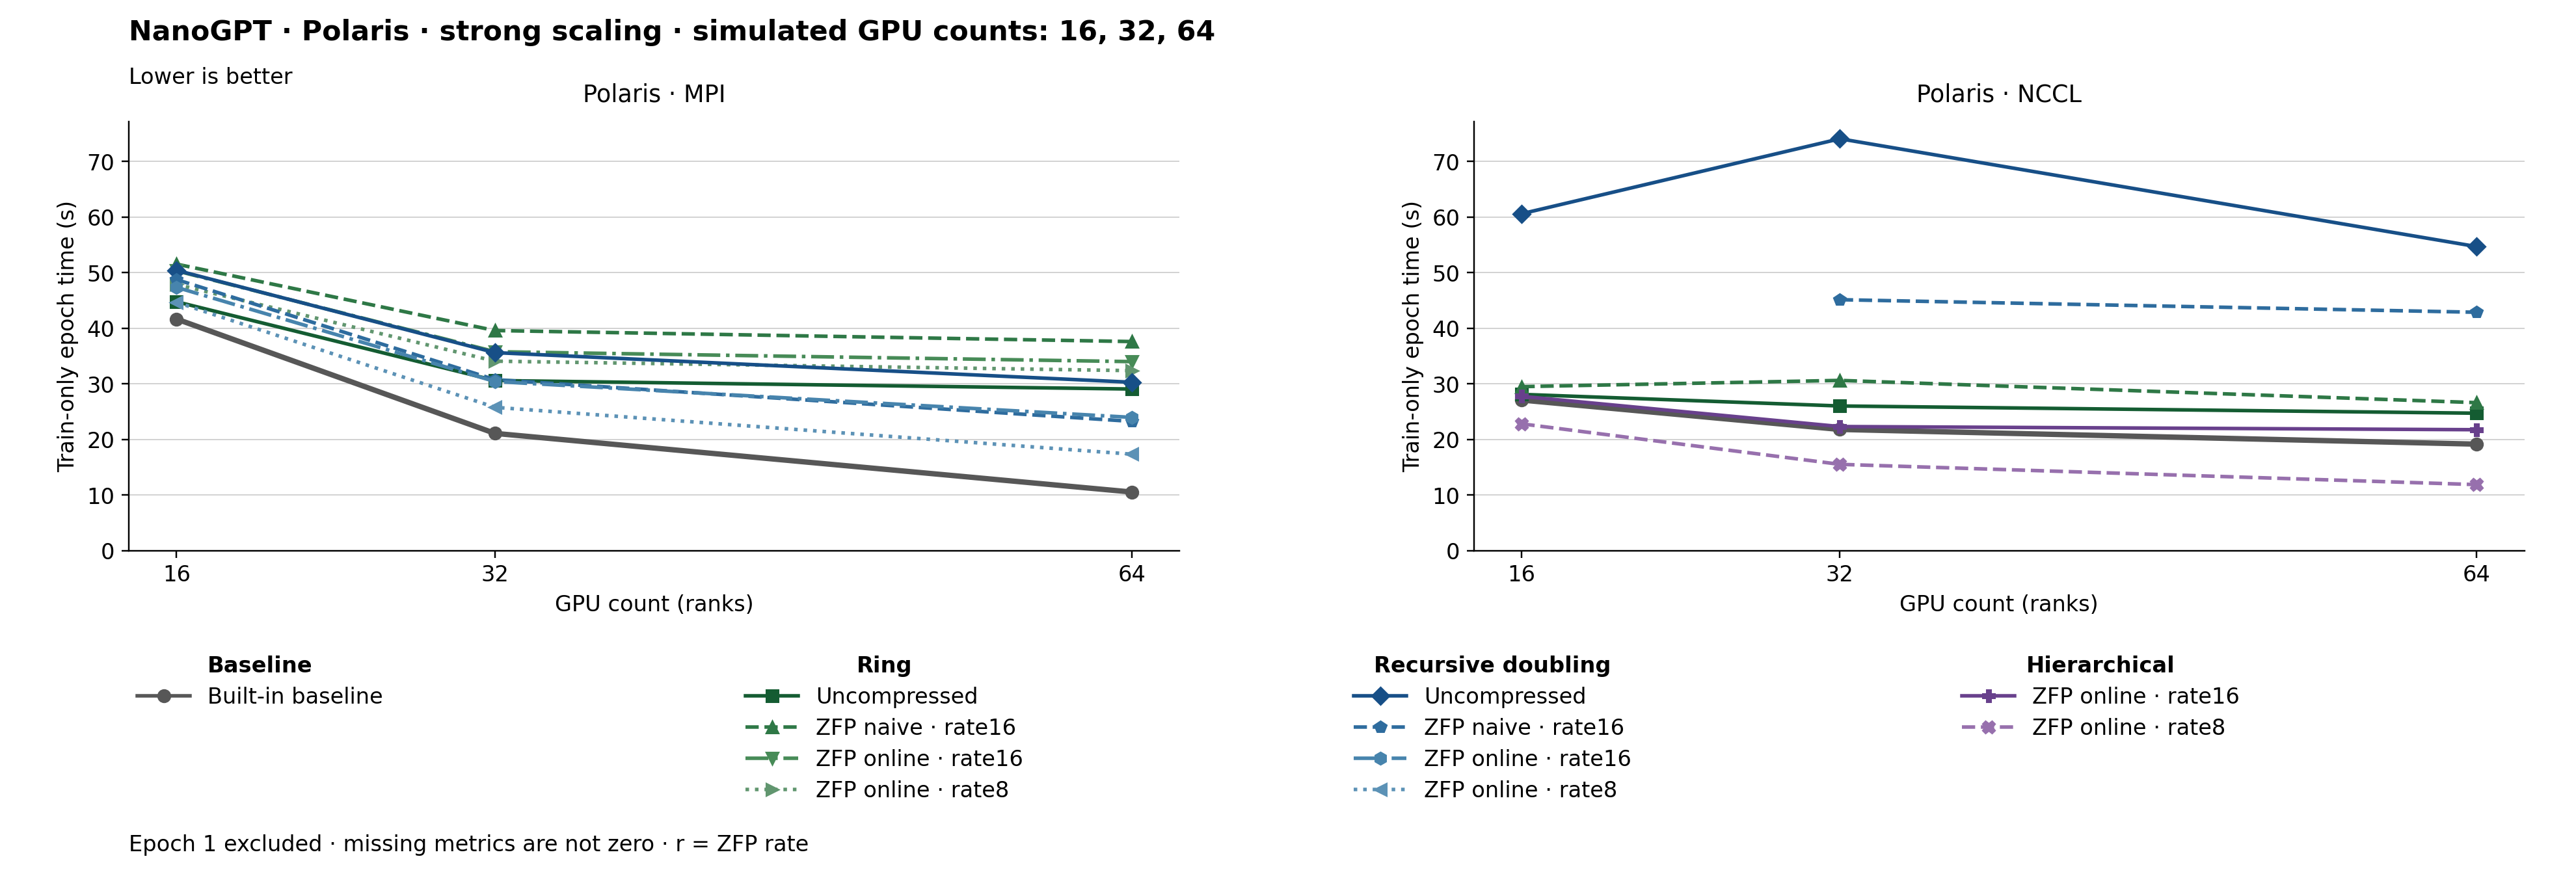 NanoGPT · Polaris · strong scaling · simulated GPU counts: 16, 32, 64
Lower is better
Polaris · MPI
Train-only epoch time (s)
70
60
50
40
30
20
10
0
16 32 64
GPU count (ranks)
Polaris · NCCL
Train-only epoch time (s)
70
60
50
40
30
20
10
0
16 32 64
GPU count (ranks)
Baseline
Built-in baseline
Ring
Uncompressed
ZFP naive · rate16
ZFP online · rate16
ZFP online · rate8
Recursive doubling
Uncompressed
ZFP naive · rate16
ZFP online · rate16
ZFP online · rate8
Hierarchical
ZFP online · rate16
ZFP online · rate8
Epoch 1 excluded · missing metrics are not zero · r = ZFP rate